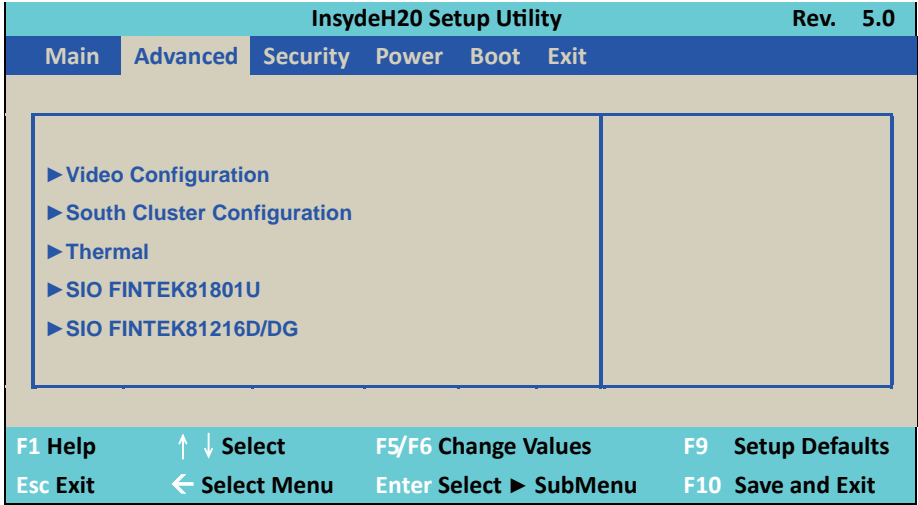 InsydeH20 Setup Utility Rev. 5.0
Main Advanced Security Power Boot Exit
►Video Configuration
►South Cluster Configuration
►Thermal
►SIO FINTEK81801U
►SIO FINTEK81216D/DG
F1 Help ↑ ↓ Select F5/F6 Change Values F9 Setup Defaults
Esc Exit ← Select Menu Enter Select ► SubMenu F10 Save and Exit